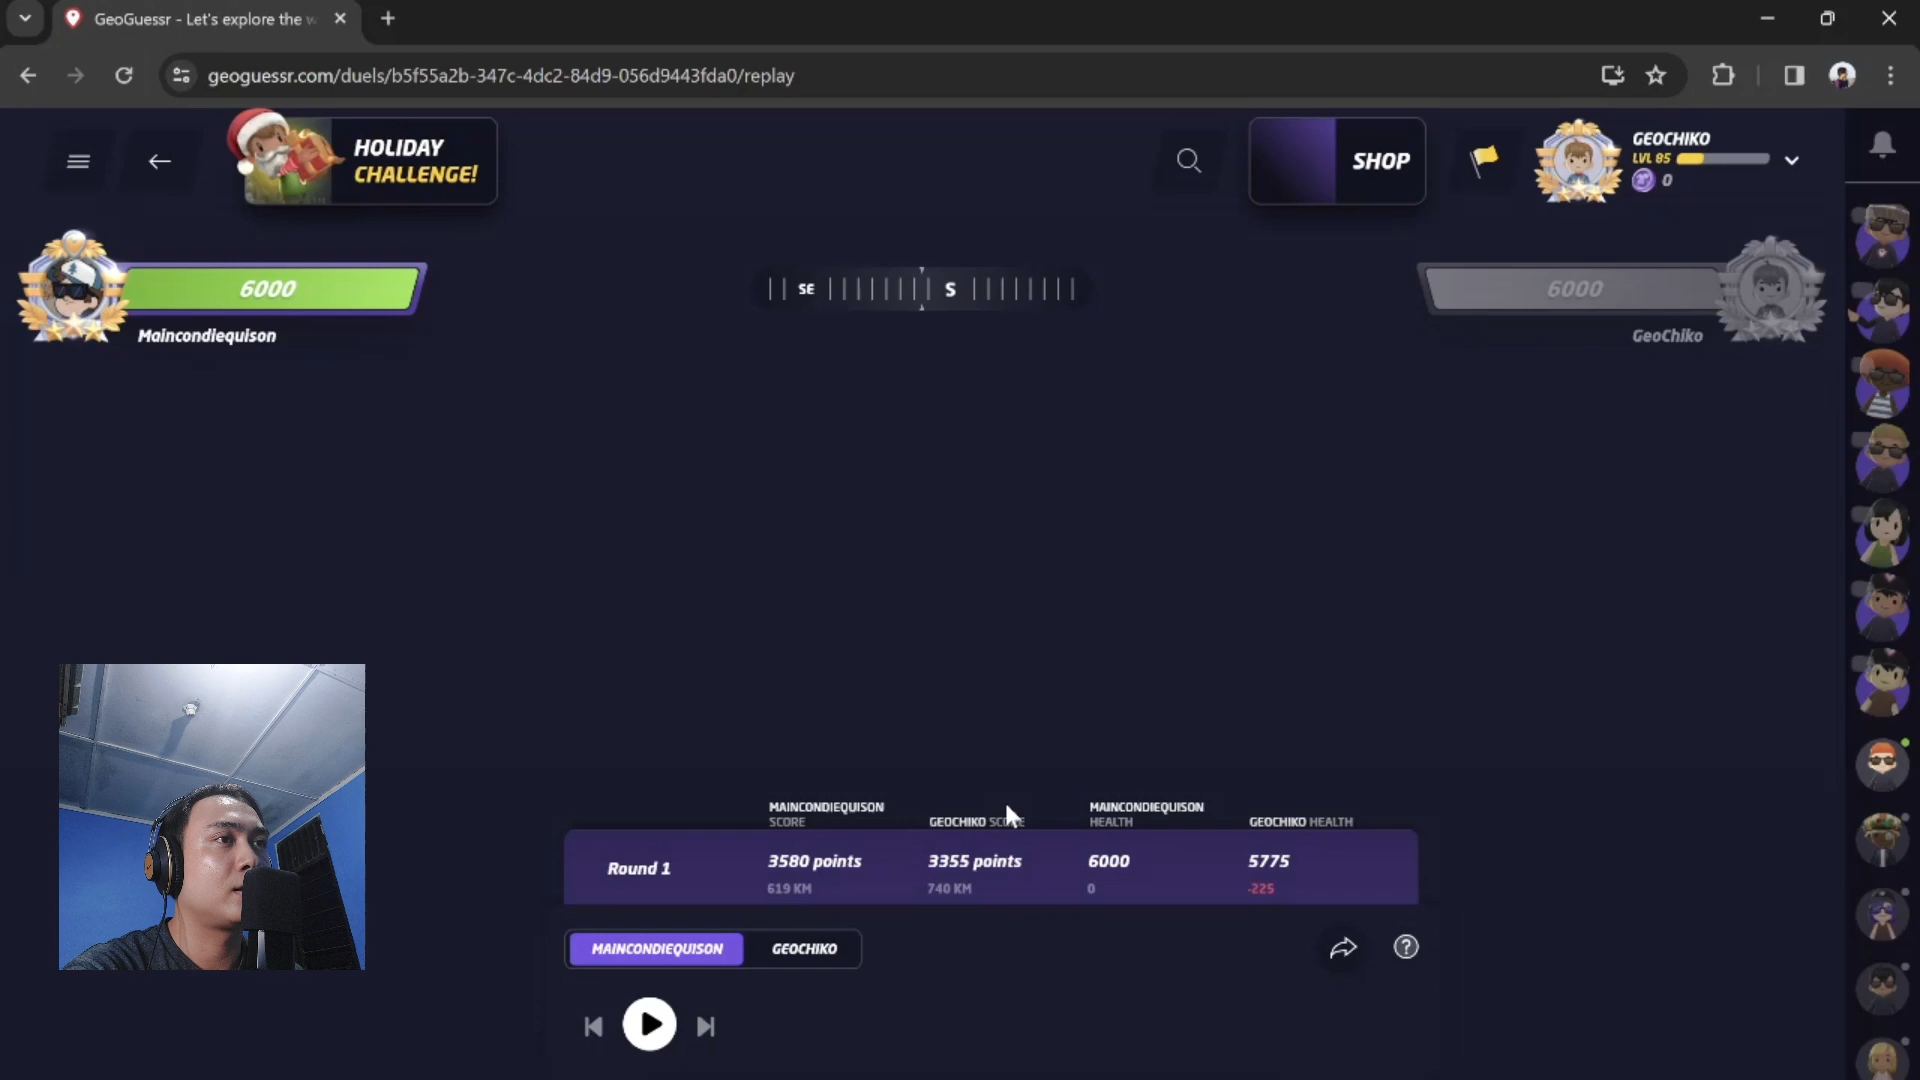 GeoGuessr - Let's explore the w
geoguessr.com/duels/b5f55a2b-347c-4dc2-84d9-056d9443fda0/replay
HOLIDAY
CHALLENGE!
SHOP
GEOCHIKO
LVL 85
0
6000
Maincondiequison
SE
S
6000
GeoChiko
MAINCONDIEQUISON
SCORE
GEOCHIKO SCORE
MAINCONDIEQUISON
HEALTH
GEOCHIKO HEALTH
Round 1
3580 points
3355 points
6000
5775
619 KM
740 KM
0
-225
MAINCONDIEQUISON
GEOCHIKO